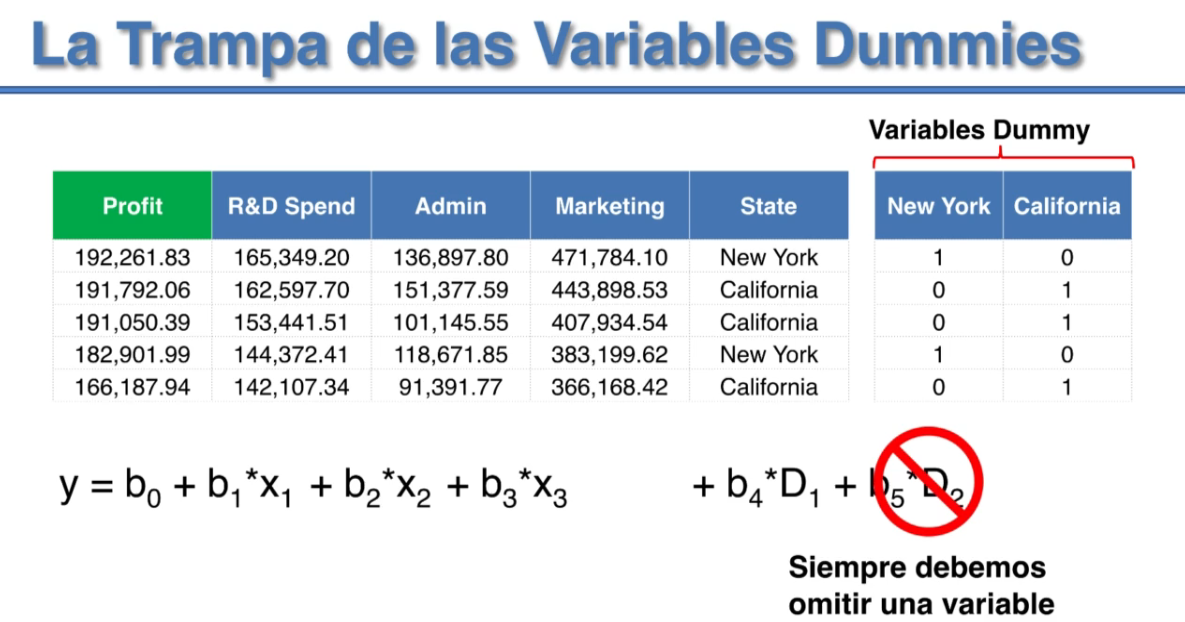 La Trampa de las Variables Dummies
Variables Dummy
Profit R&D Spend Admin Marketing State New York California
192,261.83 165,349.20 136,897.80 471,784.10 New York 1 0
191,792.06 162,597.70 151,377.59 443,898.53 California 0 1
191,050.39 153,441.51 101,145.55 407,934.54 California 0 1
182,901.99 144,372.41 118,671.85 383,199.62 New York 1 0
166,187.94 142,107.34 91,391.77 366,168.42 California 0 1
y = b₀ + b₁*x₁ + b₂*x₂ + b₃*x₃ + b₄*D₁ + b₅*D₂
Siempre debemos
omitir una variable